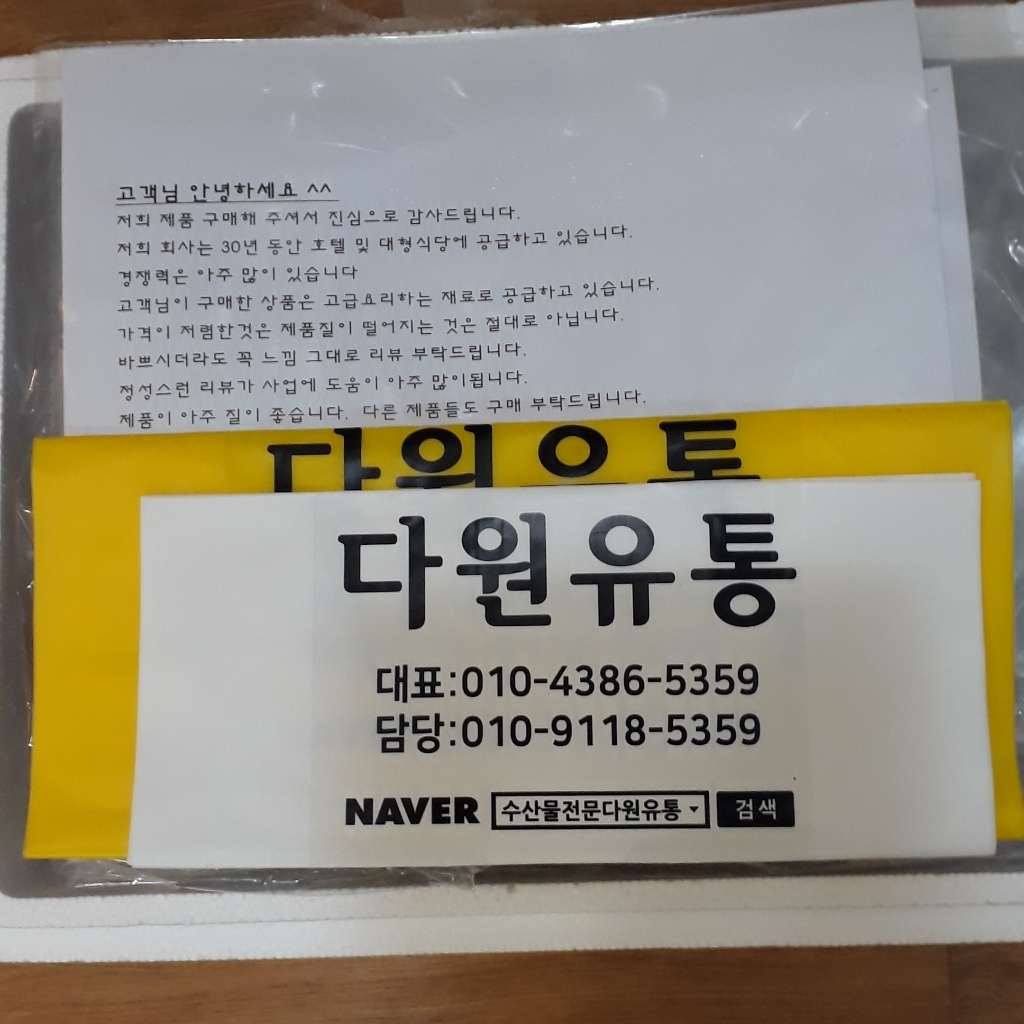 고객님 안녕하세요 ^^
저희 제품 구매해 주셔서 진심으로 감사드립니다.
저희 회사는 30년 동안 호텔 및 대형식당에 공급하고 있습니다.
경쟁력은 아주 많이 있습니다
고객님이 구매한 상품은 고급요리하는 재료로 공급하고 있습니다.
가격이 저렴한것은 제품질이 떨어지는 것은 절대로 아닙니다.
바쁘시더라도 꼭 느낌 그대로 리뷰 부탁드립니다.
정성스런 리뷰가 사업에 도움이 아주 많이됩니다.
제품이 아주 질이 좋습니다. 다른 제품들도 구매 부탁드립니다.
다원유통
다원유통
대표:010-4386-5359
담당:010-9118-5359
NAVER 수산물전문다원유통 검색